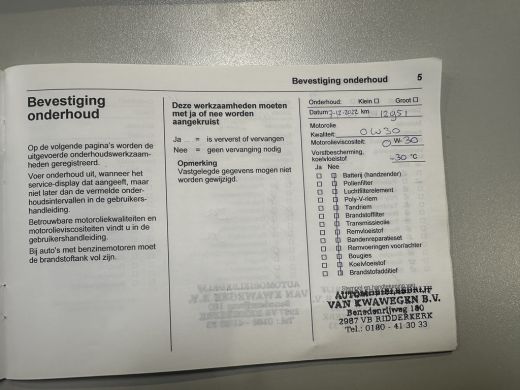 Bevestiging onderhoud 5
Bevestiging
onderhoud
Op de volgende pagina's worden de
uitgevoerde onderhoudswerkzaam-
heden geregistreerd.
Voer onderhoud uit, wanneer het
service-display dat aangeeft, maar
niet later dan de vermelde onder-
houdsintervallen in de gebruikers-
handleiding.
Betrouwbare motoroliekwaliteiten en
motorolieviscositeiten vindt u in de
gebruikershandleiding.
Bij auto's met benzinemotoren moet
de brandstoftank vol zijn.
Deze werkzaamheden moeten
met ja of nee worden
aangekruist
Ja = is ververst of vervangen
Nee = geen vervanging nodig
Opmerking
Vastgelegde gegevens mogen niet
worden gewijzigd.
Onderhoud: Klein ☐ Groot ☐
Datum: -12-2022 km 12951
Motorolie
Kwaliteit: 0W30
Motorolieviscositeit: 0 W- 30
Vorstbescherming,
koelvloeistof -30 °C
Ja Nee
Batterij (handzender)
Pollenfilter
Luchtfilterelement
Poly-V-riem
Tandriem
Brandstoffilter
Transmissieolie
Remvloeistof
Bandenreparatieset
Remvoeringen voor/achter
Bougies
Koelvloeistof
Brandstofadditief
AUTOMOBIELBEDRIJF
VAN KWAWEGEN B.V.
Benedenrijweg 180
2987 VB RIDDERKERK
Tel.: 0180 - 41 30 33